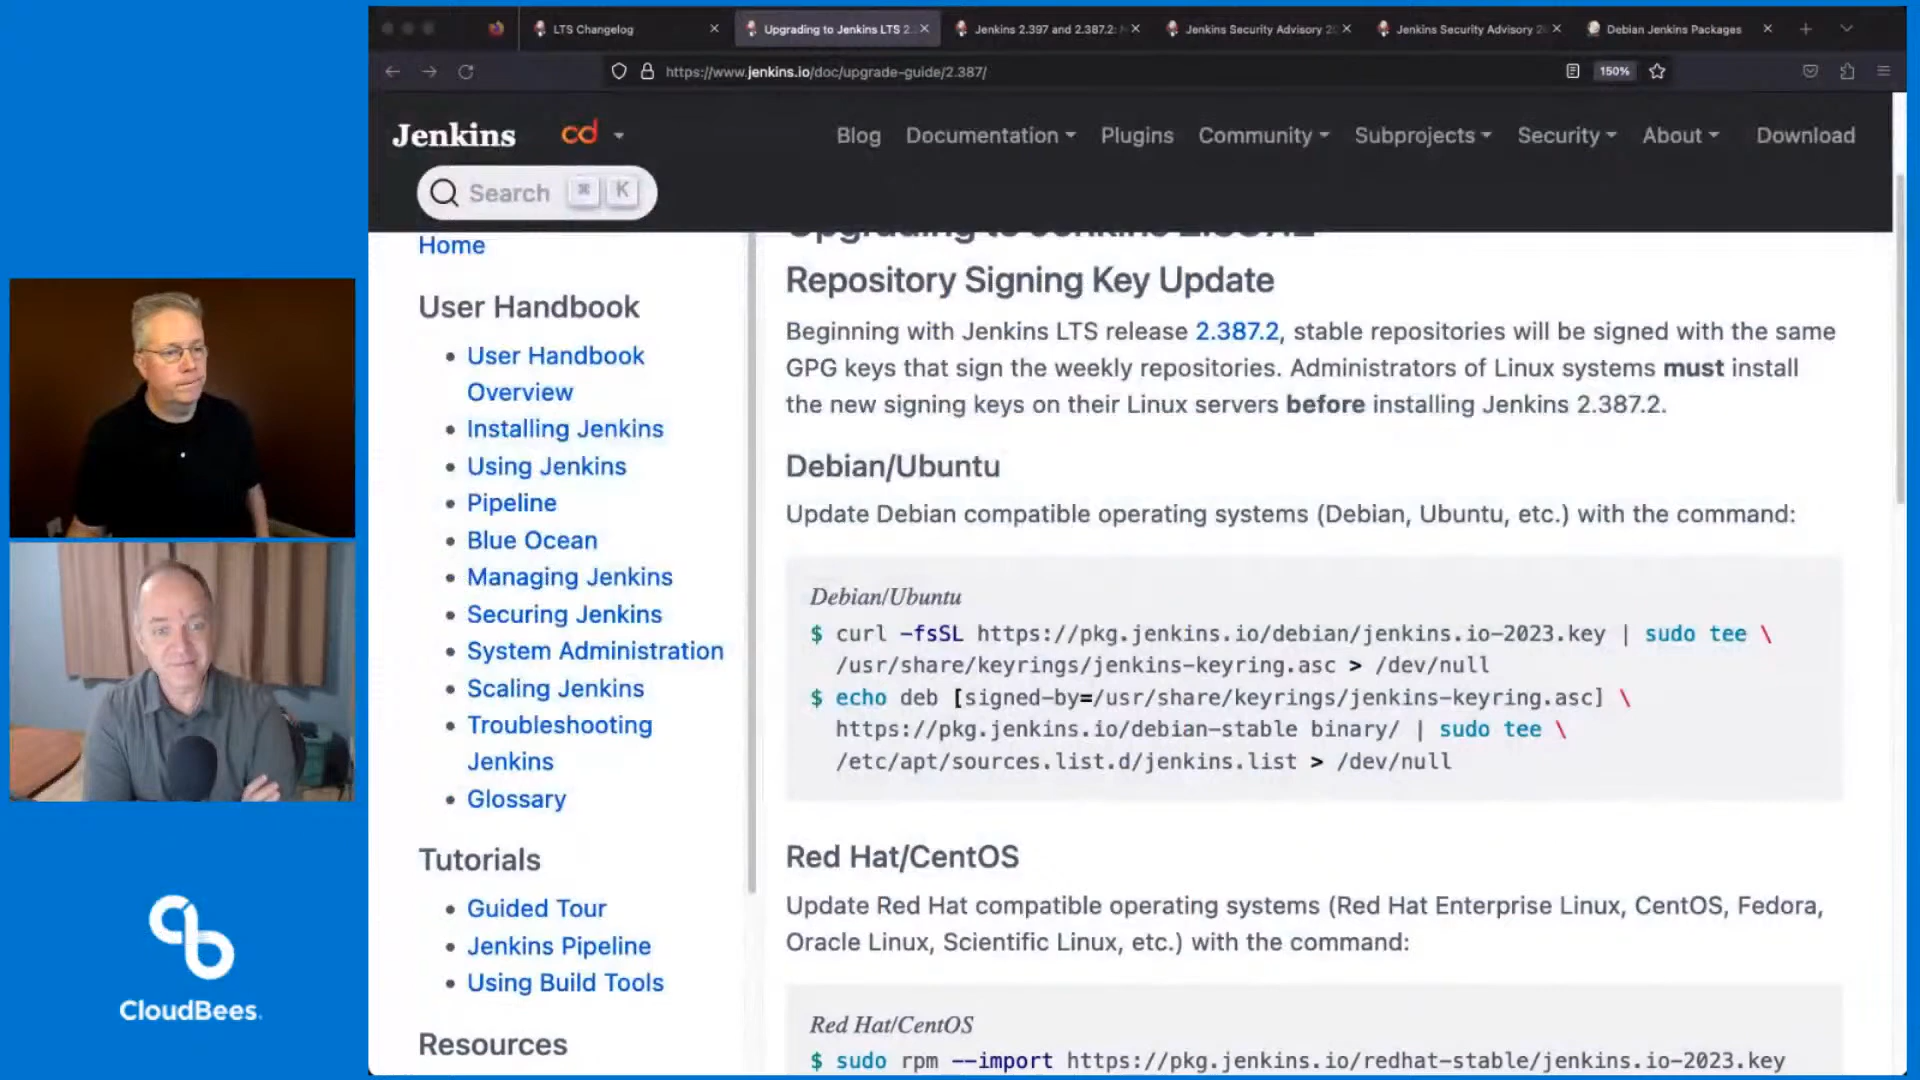 LTS Changelog
Upgrading to Jenkins LTS 2.
Jenkins 2.397 and 2.387.2:
Jenkins Security Advisory 20
Jenkins Security Advisory 20
Debian Jenkins Packages
https://www.jenkins.io/doc/upgrade-guide/2.387/
150%
Jenkins
cd
Blog
Documentation
Plugins
Community
Subprojects
Security
About
Download
Search
⌘ K
Home
User Handbook
User Handbook
Overview
Installing Jenkins
Using Jenkins
Pipeline
Blue Ocean
Managing Jenkins
Securing Jenkins
System Administration
Scaling Jenkins
Troubleshooting
Jenkins
Glossary
Tutorials
Guided Tour
Jenkins Pipeline
Using Build Tools
Resources
Upgrading to Jenkins 2.387.2
Repository Signing Key Update
Beginning with Jenkins LTS release 2.387.2, stable repositories will be signed with the same
GPG keys that sign the weekly repositories. Administrators of Linux systems must install
the new signing keys on their Linux servers before installing Jenkins 2.387.2.
Debian/Ubuntu
Update Debian compatible operating systems (Debian, Ubuntu, etc.) with the command:
Debian/Ubuntu
$ curl -fsSL https://pkg.jenkins.io/debian/jenkins.io-2023.key | sudo tee \
/usr/share/keyrings/jenkins-keyring.asc > /dev/null
$ echo deb [signed-by=/usr/share/keyrings/jenkins-keyring.asc] \
https://pkg.jenkins.io/debian-stable binary/ | sudo tee \
/etc/apt/sources.list.d/jenkins.list > /dev/null
Red Hat/CentOS
Update Red Hat compatible operating systems (Red Hat Enterprise Linux, CentOS, Fedora,
Oracle Linux, Scientific Linux, etc.) with the command:
Red Hat/CentOS
$ sudo rpm --import https://pkg.jenkins.io/redhat-stable/jenkins.io-2023.key
CloudBees.